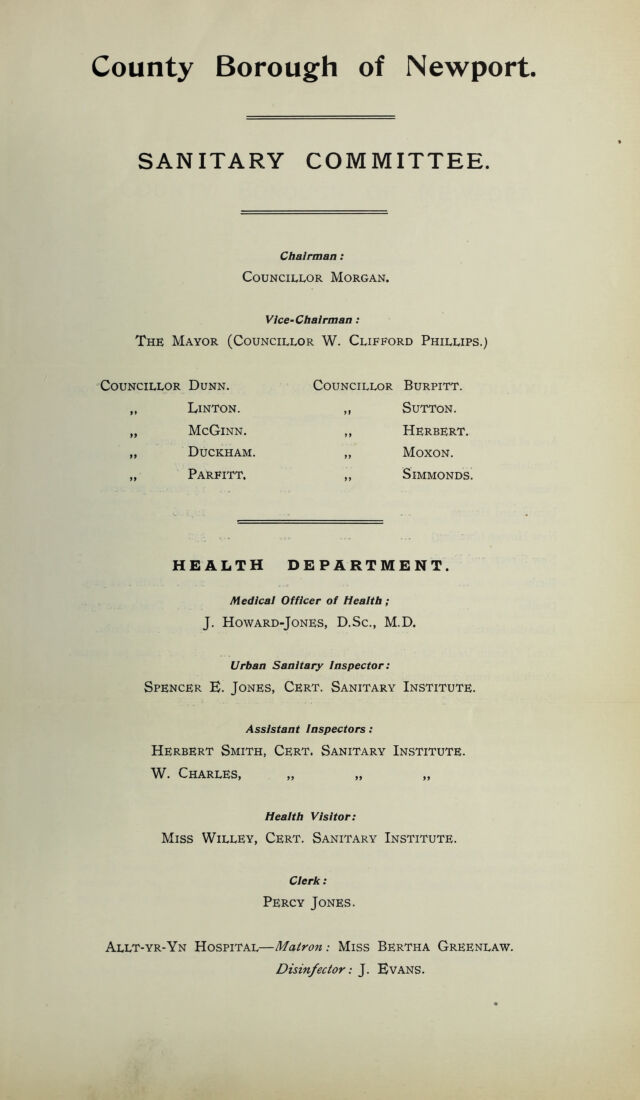 County Borough of Newport.
SANITARY COMMITTEE.
Chairman:
Councillor Morgan.
Vice-Chairman:
The Mayor (Councillor W. Clifford Phillips.)
Councillor Dunn. Councillor Burpitt.
„ Linton. „ Sutton.
„ McGinn. „ Herbert.
„ Duckham. „ Moxon.
„ Parfitt. „ Simmonds.
HEALTH DEPARTMENT.
Medical Officer of Health;
J. Howard-Jones, D.Sc., M.D.
Urban Sanitary Inspector:
Spencer E. Jones, Cert. Sanitary Institute.
Assistant Inspectors:
Herbert Smith, Cert. Sanitary Institute.
W. Charles, „ „ „
Health Visitor:
Miss Willey, Cert. Sanitary Institute.
Clerk:
Percy Jones.
Allt-yr-Yn Hospital—Matron: Miss Bertha Greenlaw.
Disinfector: J. Evans.